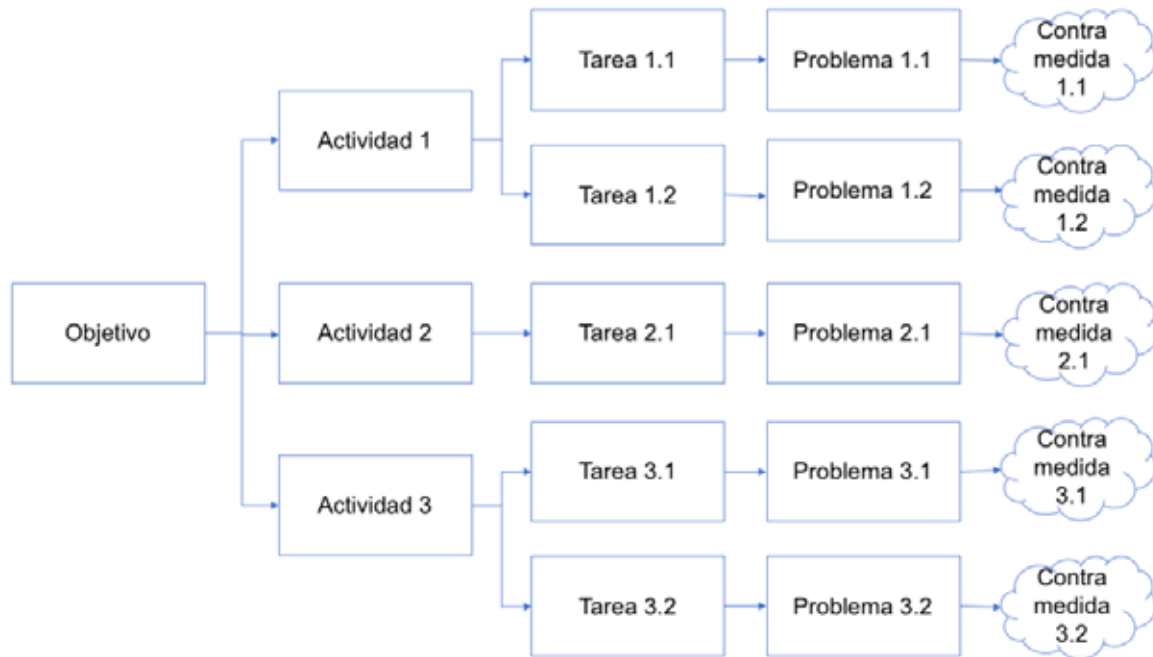 Objetivo
Actividad 1
Tarea 1.1
Problema 1.1
Contra
medida
1.1
Tarea 1.2
Problema 1.2
Contra
medida
1.2
Actividad 2
Tarea 2.1
Problema 2.1
Contra
medida
2.1
Actividad 3
Tarea 3.1
Problema 3.1
Contra
medida
3.1
Tarea 3.2
Problema 3.2
Contra
medida
3.2